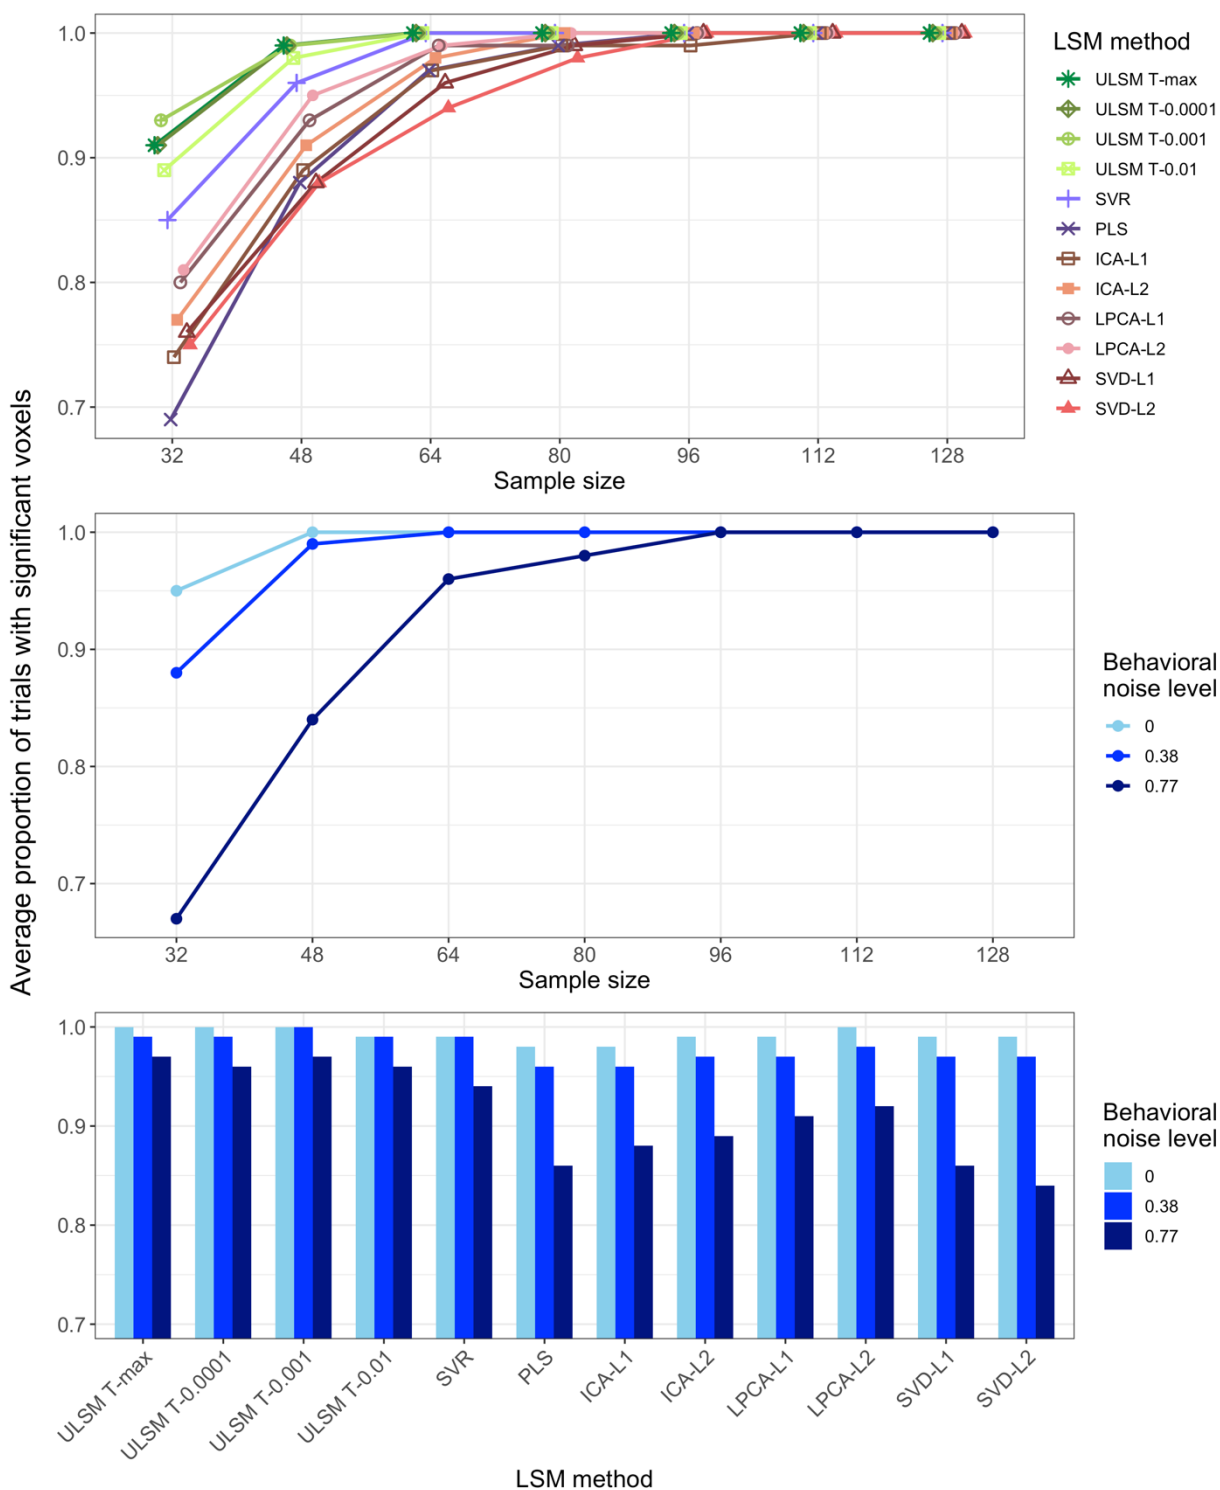 Average proportion of trials with significant voxels
1.0
0.9
0.8
0.7
32 48 64 80 96 112 128
Sample size
LSM method
ULSM T-max
ULSM T-0.0001
ULSM T-0.001
ULSM T-0.01
SVR
PLS
ICA-L1
ICA-L2
LPCA-L1
LPCA-L2
SVD-L1
SVD-L2
1.0
0.9
0.8
0.7
32 48 64 80 96 112 128
Sample size
Behavioral
noise level
0
0.38
0.77
1.0
0.9
0.8
0.7
ULSM T-max
ULSM T-0.0001
ULSM T-0.001
ULSM T-0.01
SVR
PLS
ICA-L1
ICA-L2
LPCA-L1
LPCA-L2
SVD-L1
SVD-L2
LSM method
Behavioral
noise level
0
0.38
0.77